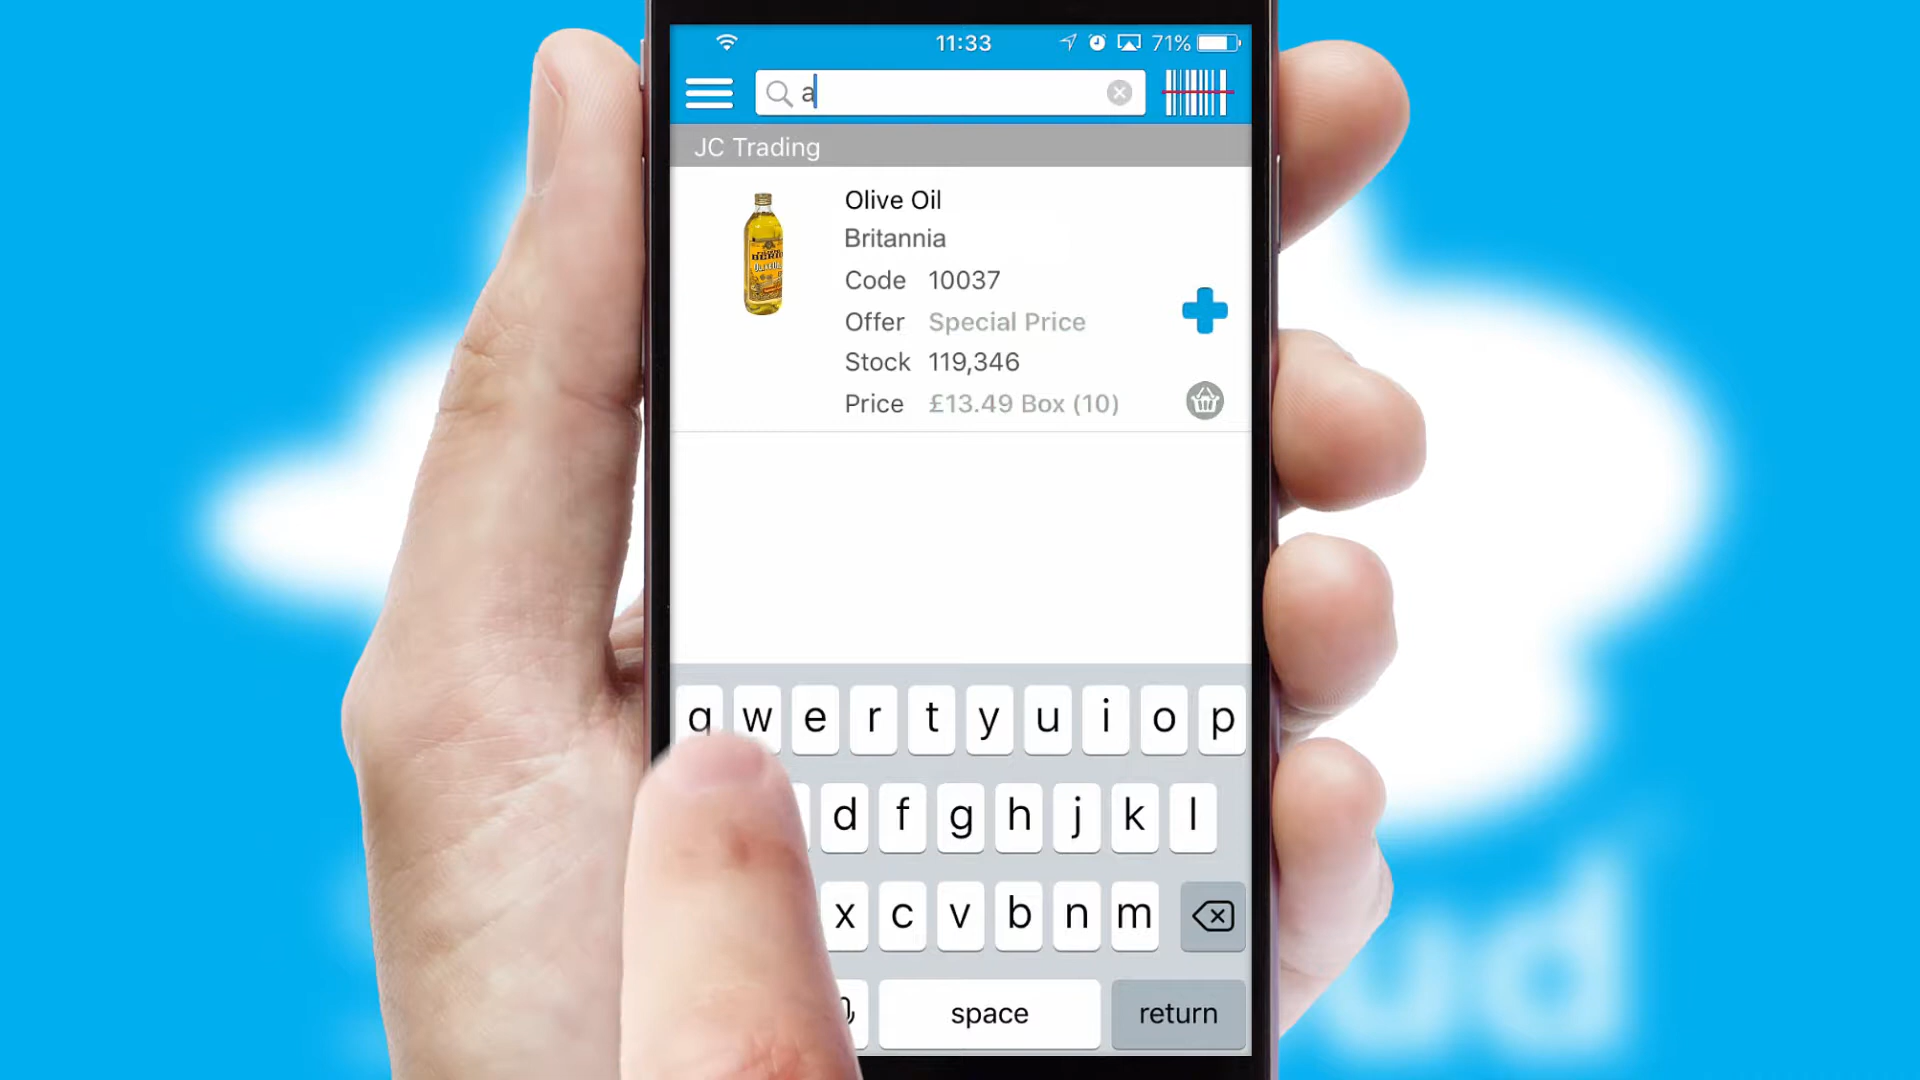 11:33
71%
a
JC Trading
Olive Oil
Britannia
Code 10037
Offer Special Price
Stock 119,346
Price £13.49 Box (10)
q w e r t y u i o p
d f g h j k l
x c v b n m
space return
ud